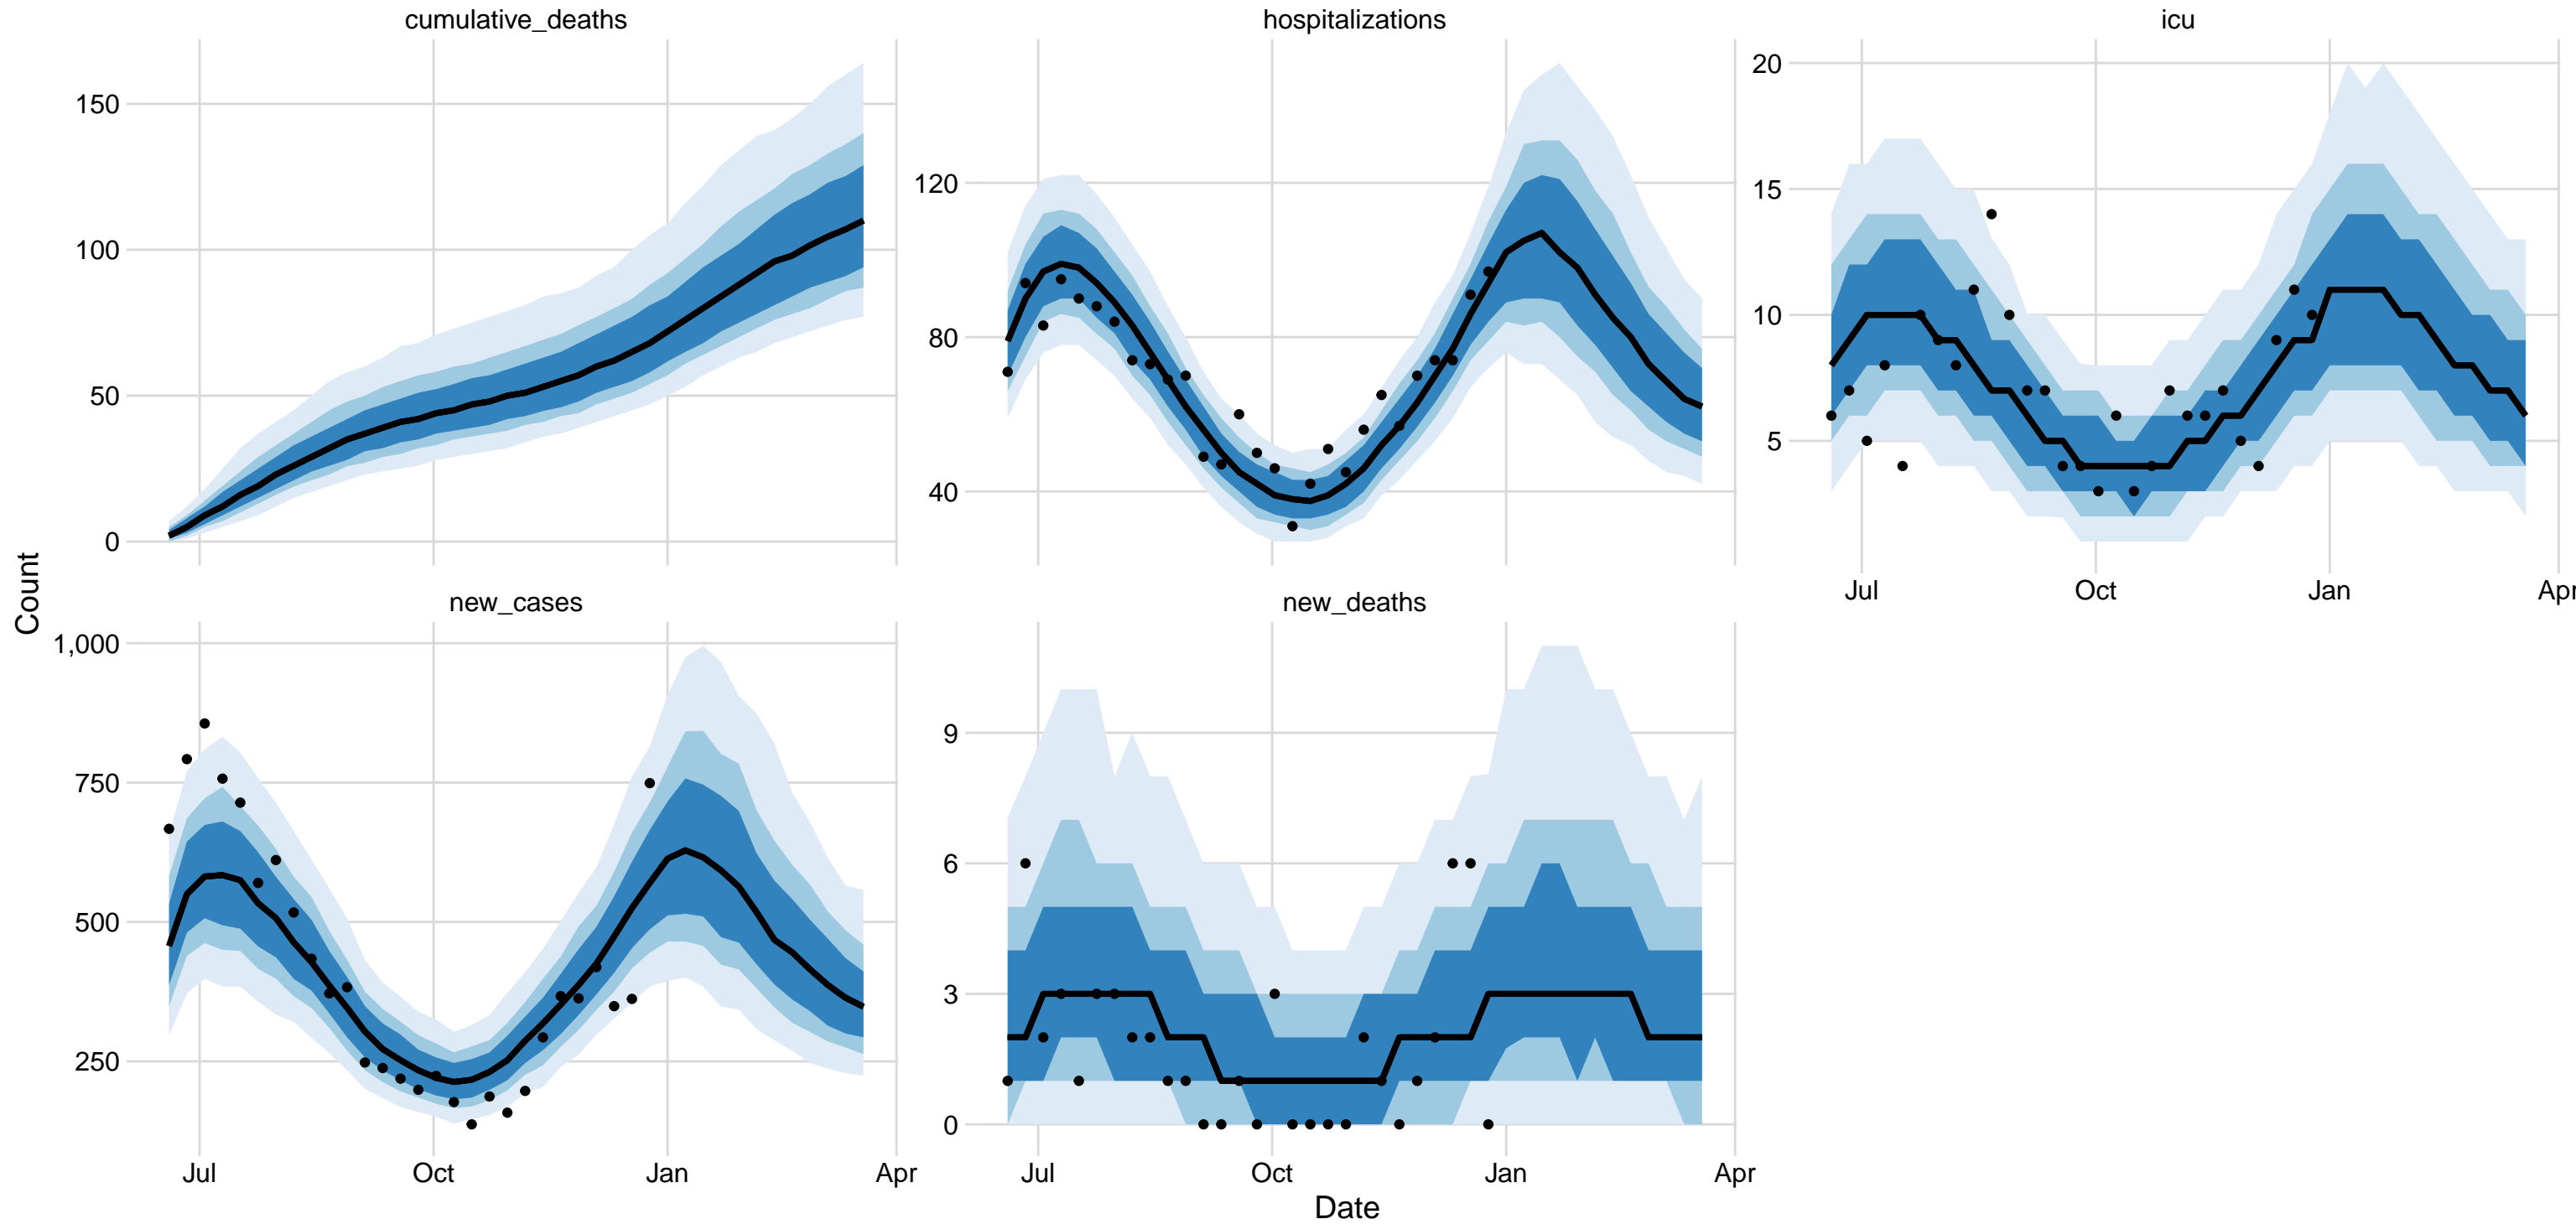 cumulative_deaths
150
100
50
0
hospitalizations
120
80
40
icu
20
15
10
5
Jul Oct Jan Apr
Count
new_cases
1,000
750
500
250
Jul Oct Jan Apr
new_deaths
9
6
3
0
Jul Oct Jan Apr
Date